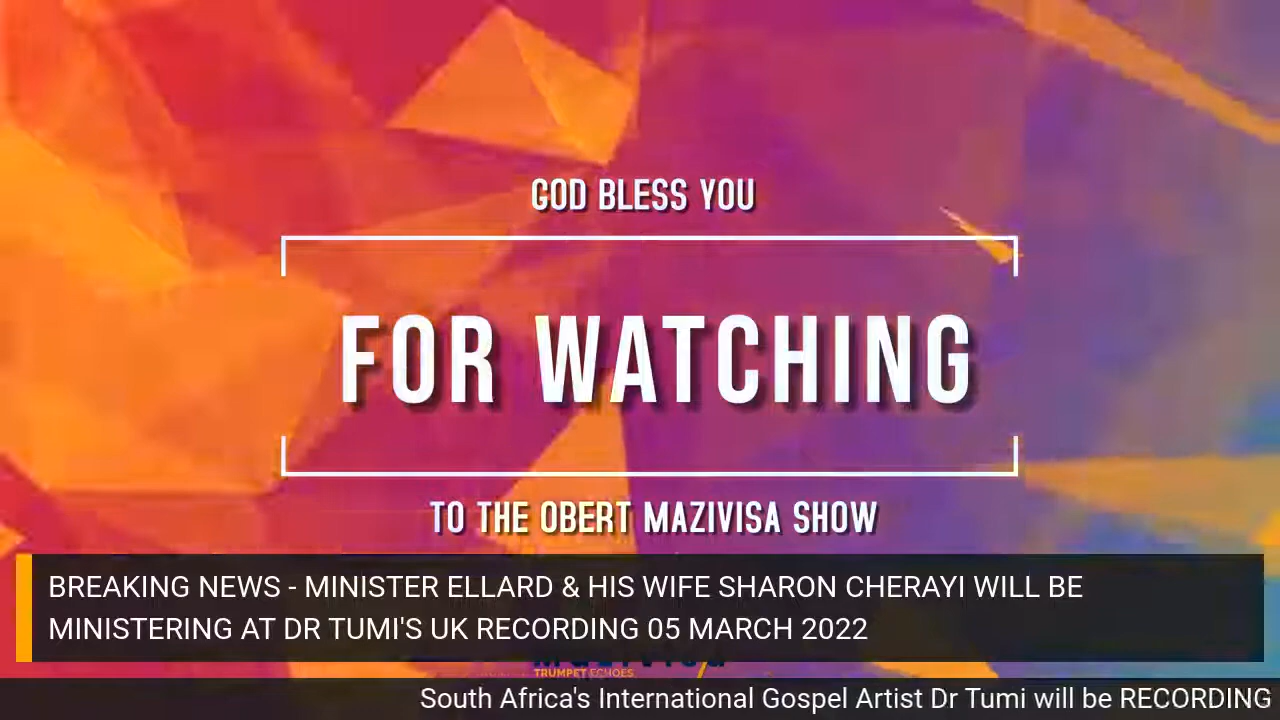 GOD BLESS YOU
FOR WATCHING
TO THE OBERT MAZIVISA SHOW
BREAKING NEWS - MINISTER ELLARD & HIS WIFE SHARON CHERAYI WILL BE
MINISTERING AT DR TUMI'S UK RECORDING 05 MARCH 2022
TRUMPET ECHOES
South Africa's International Gospel Artist Dr Tumi will be RECORDING